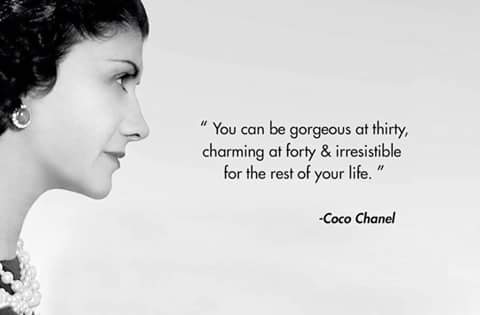 “ You can be gorgeous at thirty,
charming at forty & irresistible
for the rest of your life. ”
-Coco Chanel